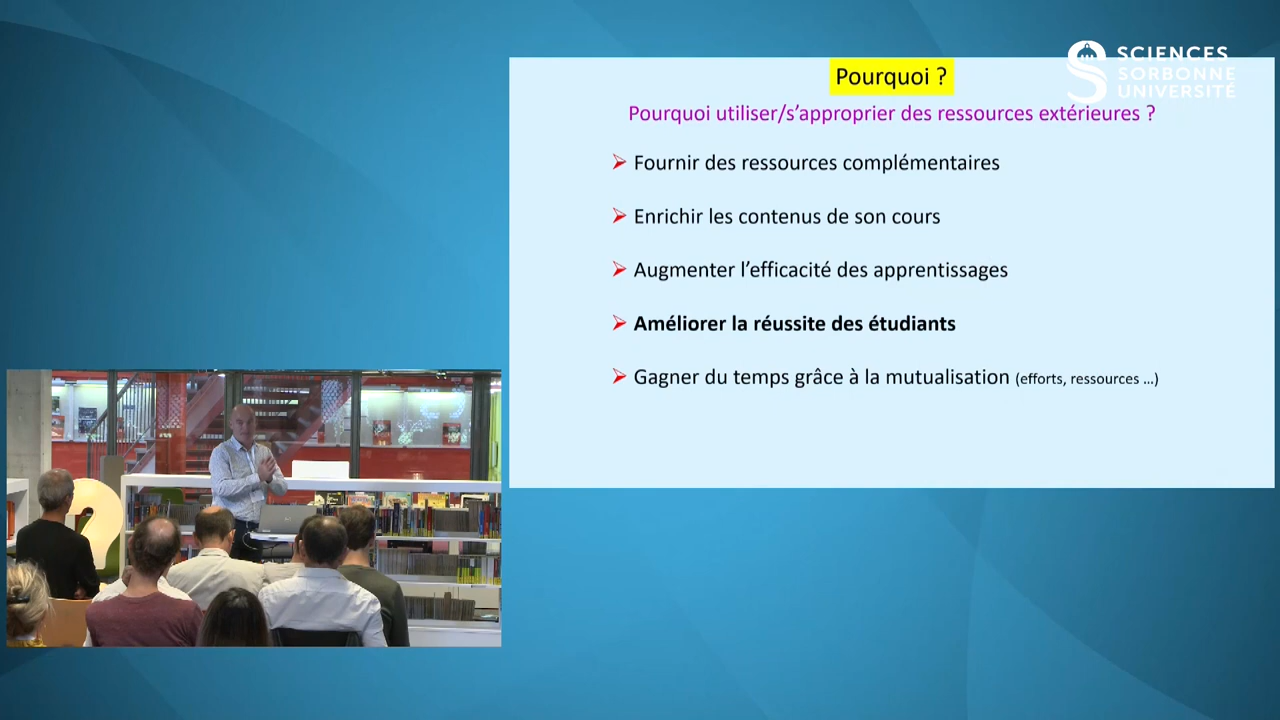 SCIENCES
SORBONNE
UNIVERSITÉ
Pourquoi ?
Pourquoi utiliser/s’approprier des ressources extérieures ?
➢ Fournir des ressources complémentaires
➢ Enrichir les contenus de son cours
➢ Augmenter l’efficacité des apprentissages
➢ Améliorer la réussite des étudiants
➢ Gagner du temps grâce à la mutualisation (efforts, ressources ...)